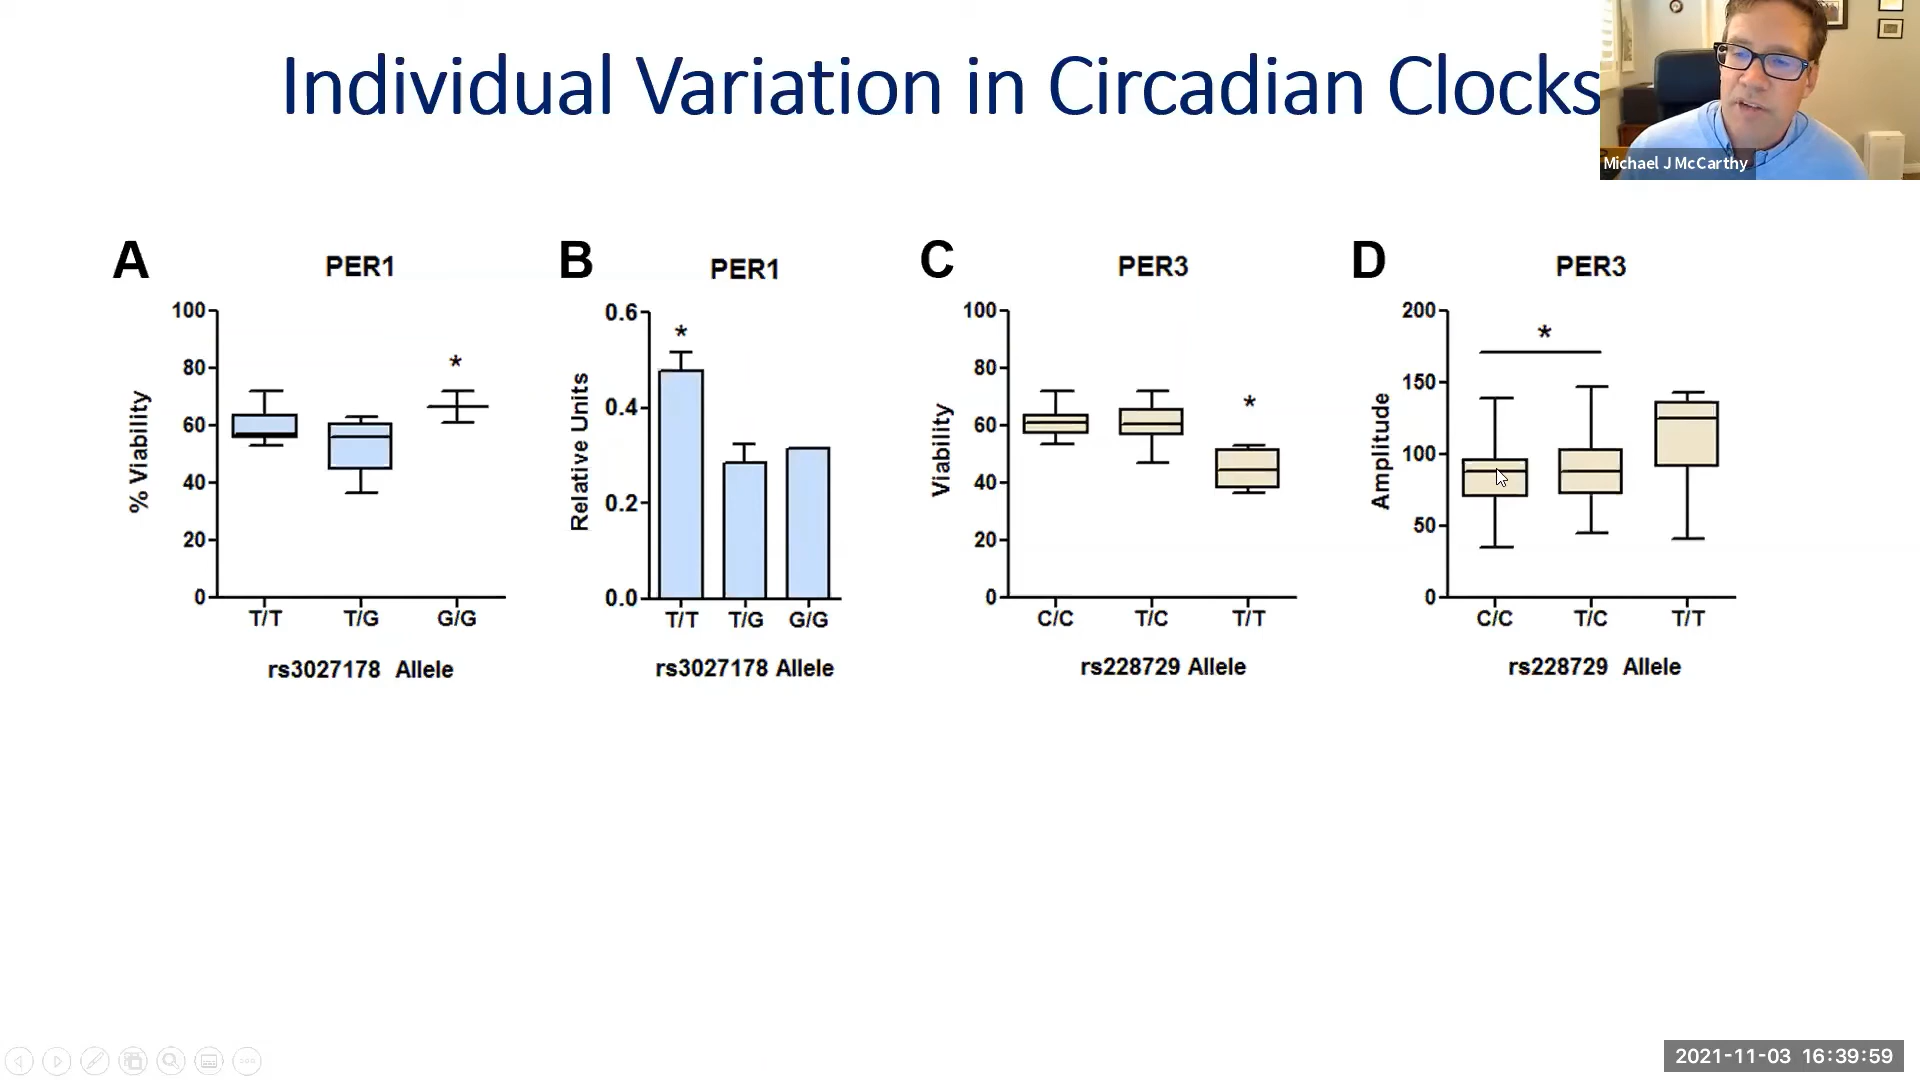 Individual Variation in Circadian Clocks
Michael J McCarthy
A
PER1
100
80
60
40
20
0
% Viability
*
T/T T/G G/G
rs3027178 Allele
B
PER1
0.6
0.4
0.2
0.0
Relative Units
*
T/T T/G G/G
rs3027178 Allele
C
PER3
100
80
60
40
20
0
Viability
*
C/C T/C T/T
rs228729 Allele
D
PER3
200
150
100
50
0
Amplitude
*
C/C T/C T/T
rs228729 Allele
2021-11-03 16:39:59